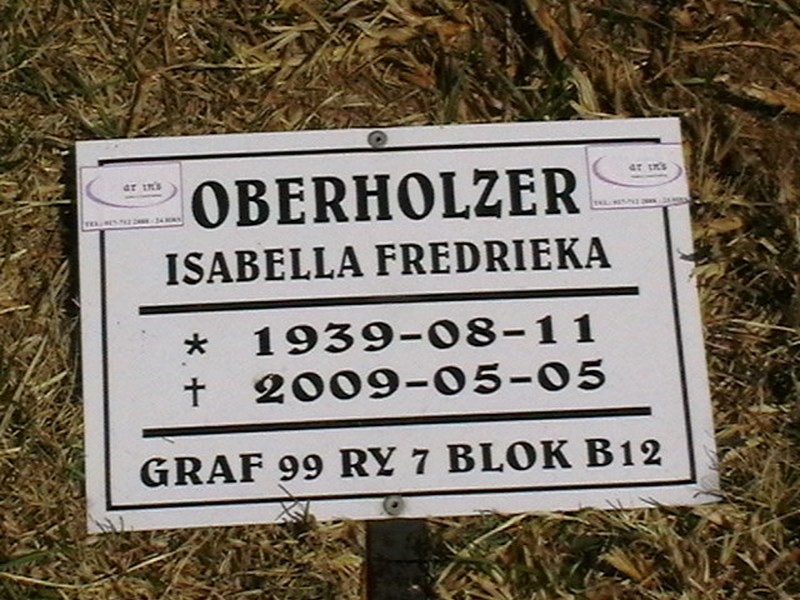 OBERHOLZER
ISABELLA FREDRIEKA
* 1939-08-11
† 2009-05-05
GRAF 99 RY 7 BLOK B12